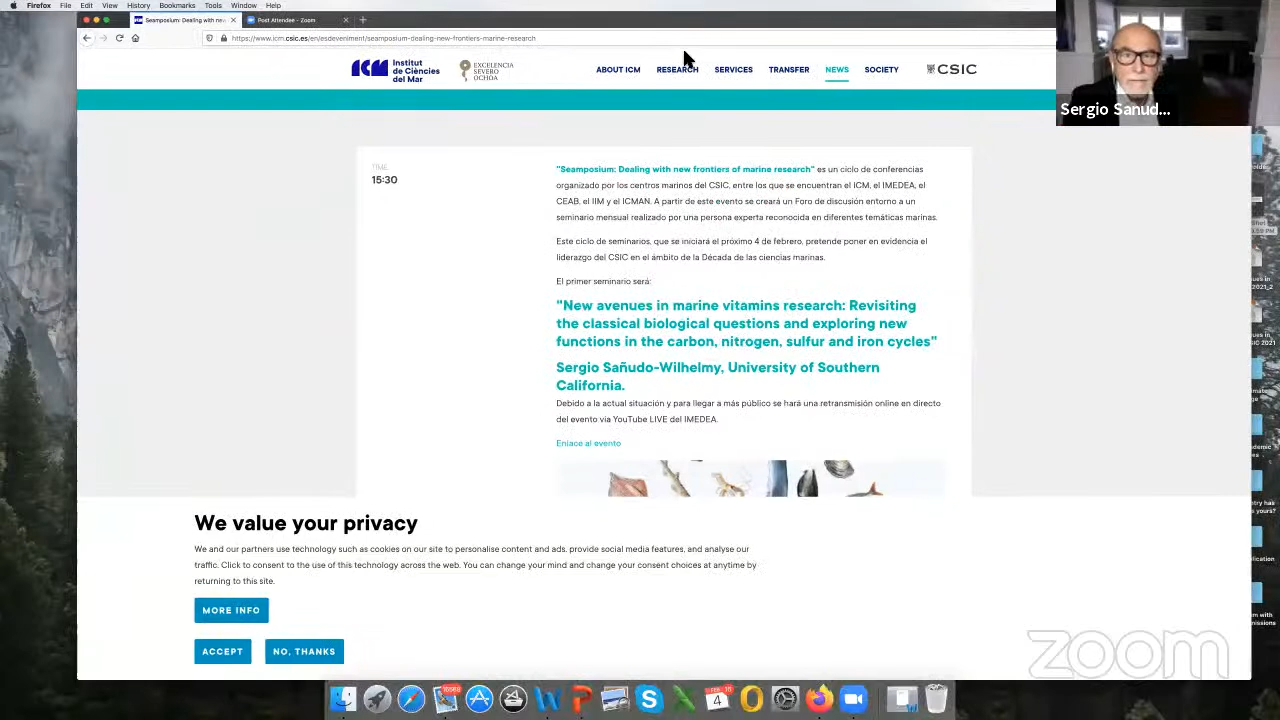 Firefox File Edit View History Bookmarks Tools Window Help
Seamposium: Dealing with new
Post Attendee - Zoom
https://www.icm.csic.es/en/esdeveniment/seamposium-dealing-new-frontiers-marine-research
ICM Institut de Ciències del Mar
EXCELENCIA SEVERO OCHOA
ABOUT ICM RESEARCH SERVICES TRANSFER NEWS SOCIETY
CSIC
Sergio Sanud...
TIME
15:30
"Seamposium: Dealing with new frontiers of marine research" es un ciclo de conferencias
organizado por los centros marinos del CSIC, entre los que se encuentran el ICM, el IMEDEA, el
CEAB, el IIM y el ICMAN. A partir de este evento se creará un Foro de discusión entorno a un
seminario mensual realizado por una persona experta reconocida en diferentes temáticas marinas.
Este ciclo de seminarios, que se iniciará el próximo 4 de febrero, pretende poner en evidencia el
liderazgo del CSIC en el ámbito de la Década de las ciencias marinas.
El primer seminario será:
"New avenues in marine vitamins research: Revisiting
the classical biological questions and exploring new
functions in the carbon, nitrogen, sulfur and iron cycles"
Sergio Sañudo-Wilhelmy, University of Southern
California.
Debido a la actual situación y para llegar a más público se hará una retransmisión online en directo
del evento via YouTube LIVE del IMEDEA.
Enlace al evento
We value your privacy
We and our partners use technology such as cookies on our site to personalise content and ads, provide social media features, and analyse our
traffic. Click to consent to the use of this technology across the web. You can change your mind and change your consent choices at anytime by
returning to this site.
MORE INFO
ACCEPT
NO, THANKS
zoom